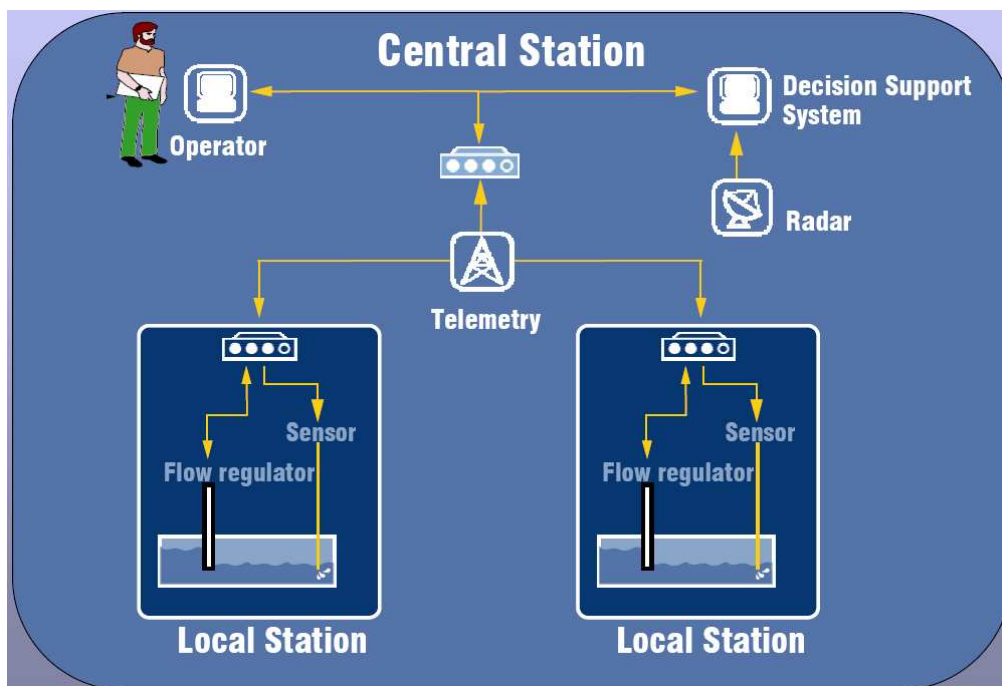 Central Station
Operator
Decision Support
System
Radar
Telemetry
Sensor
Flow regulator
Local Station
Sensor
Flow regulator
Local Station